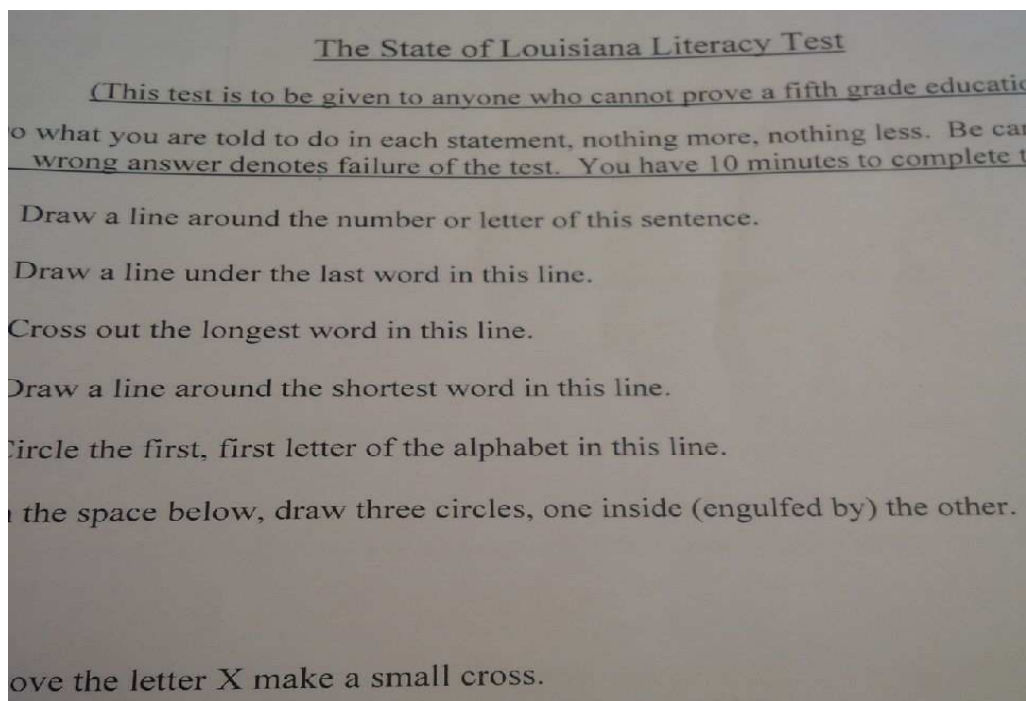 The State of Louisiana Literacy Test
(This test is to be given to anyone who cannot prove a fifth grade
what you are told to do in each statement, nothing more, nothing less. Be
wrong answer denotes failure of the test. You have 10 minutes to complete
Draw a line around the number or letter of this sentence.
Draw a line under the last word in this line.
Cross out the longest word in this line.
Draw a line around the shortest word in this line.
Circle the first, first letter of the alphabet in this line.
the space below, draw three circles, one inside (engulfed by) the other.
the letter X make a small cross.